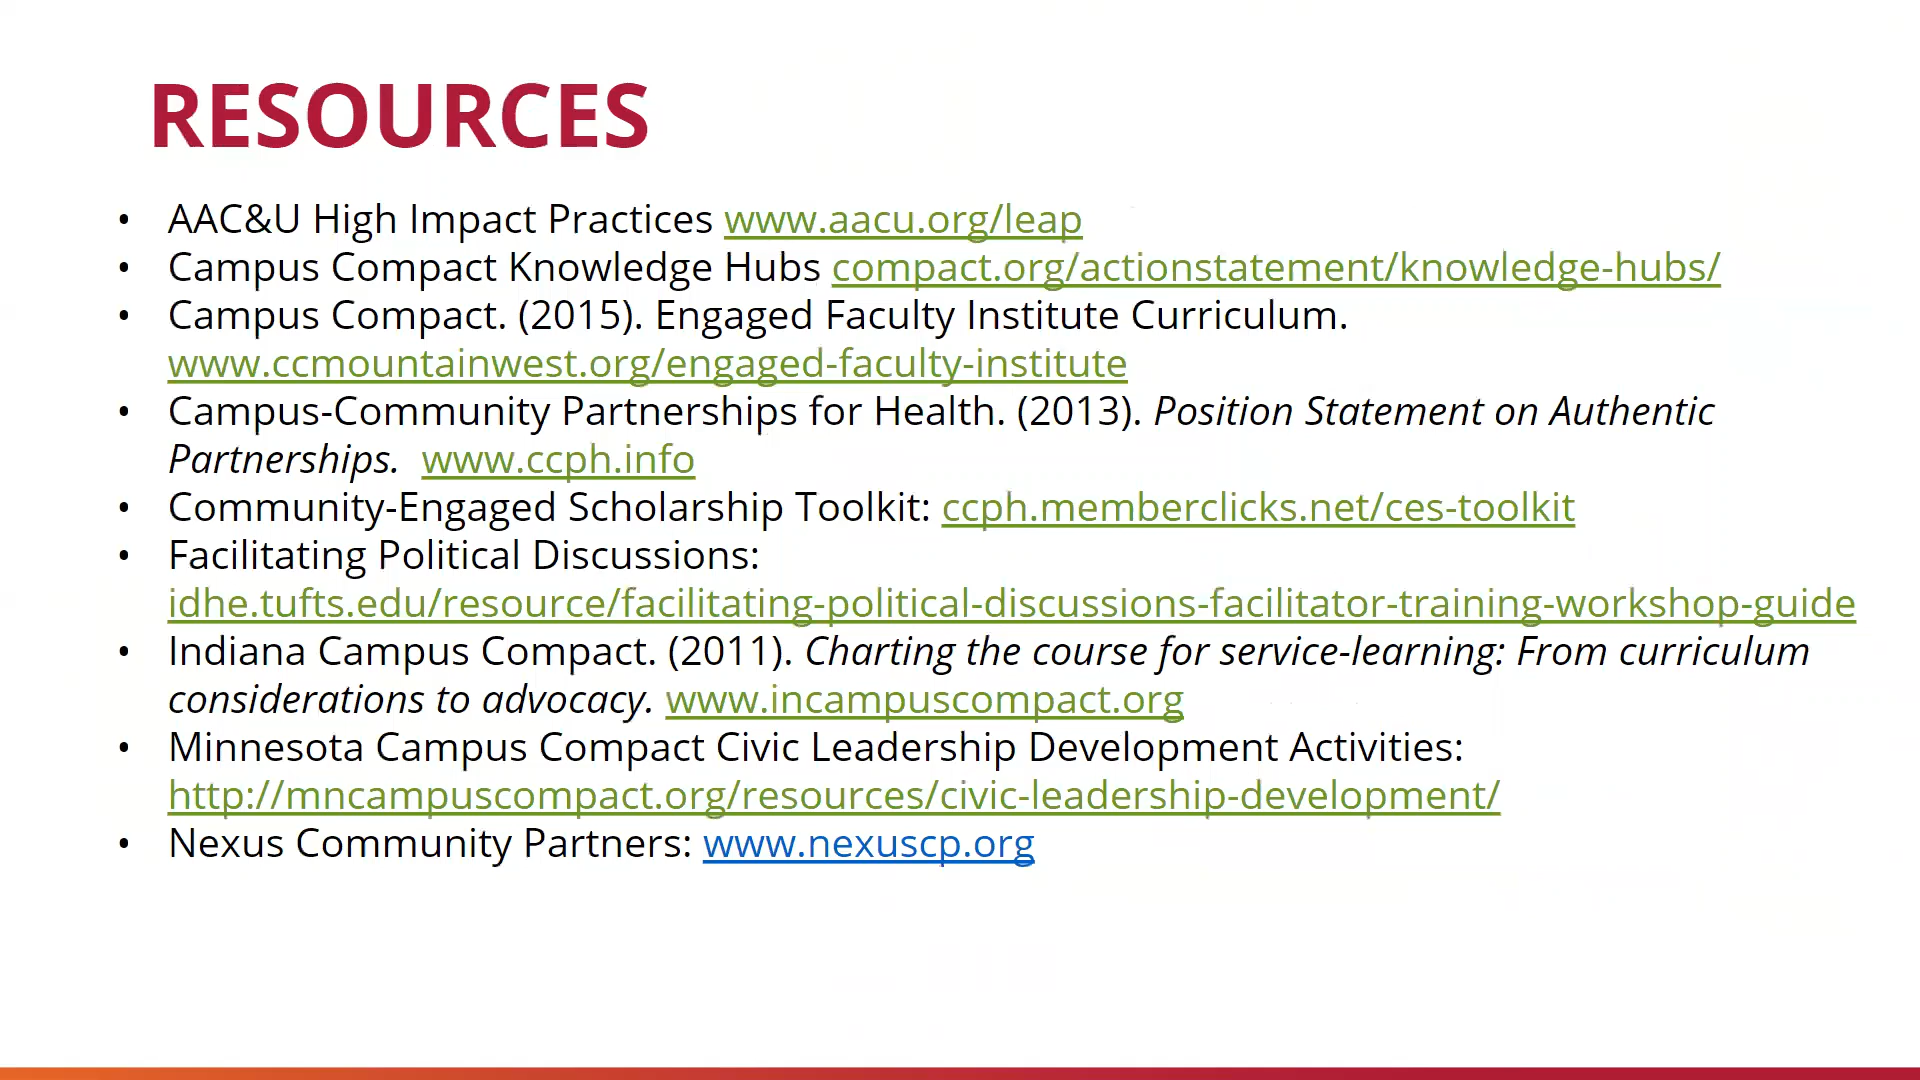 RESOURCES
• AAC&U High Impact Practices www.aacu.org/leap
• Campus Compact Knowledge Hubs compact.org/actionstatement/knowledge-hubs/
• Campus Compact. (2015). Engaged Faculty Institute Curriculum.
www.ccmountainwest.org/engaged-faculty-institute
• Campus-Community Partnerships for Health. (2013). Position Statement on Authentic
Partnerships. www.ccph.info
• Community-Engaged Scholarship Toolkit: ccph.memberclicks.net/ces-toolkit
• Facilitating Political Discussions:
idhe.tufts.edu/resource/facilitating-political-discussions-facilitator-training-workshop-guide
• Indiana Campus Compact. (2011). Charting the course for service-learning: From curriculum
considerations to advocacy. www.incampuscompact.org
• Minnesota Campus Compact Civic Leadership Development Activities:
http://mncampuscompact.org/resources/civic-leadership-development/
• Nexus Community Partners: www.nexuscp.org